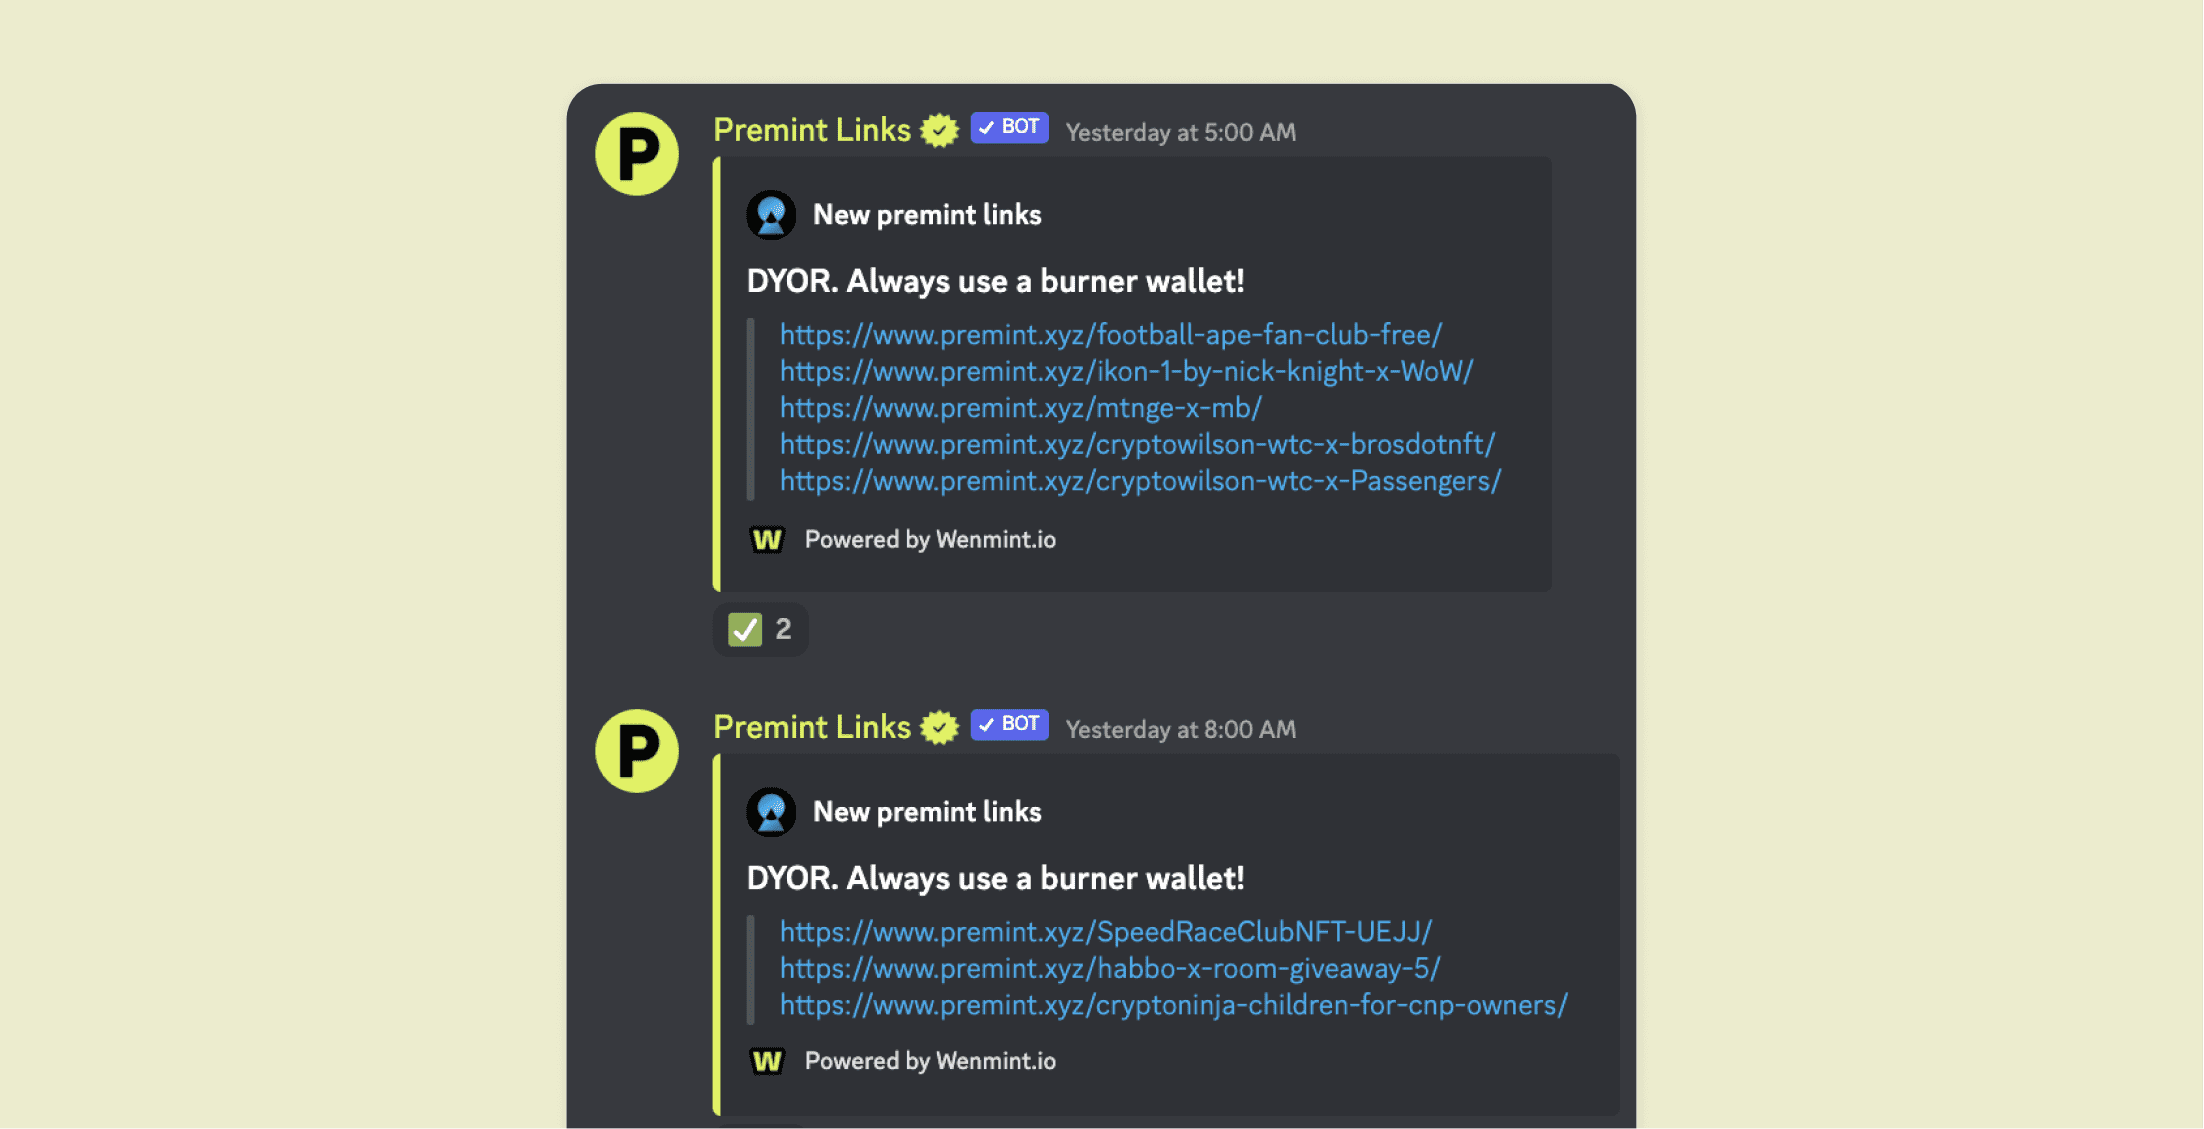 P
Premint Links BOT Yesterday at 5:00 AM
New premint links
DYOR. Always use a burner wallet!
https://www.premint.xyz/football-ape-fan-club-free/
https://www.premint.xyz/ikon-1-by-nick-knight-x-WoW/
https://www.premint.xyz/mtnge-x-mb/
https://www.premint.xyz/cryptowilson-wtc-x-brosdotnft/
https://www.premint.xyz/cryptowilson-wtc-x-Passengers/
W Powered by Wenmint.io
2
P
Premint Links BOT Yesterday at 8:00 AM
New premint links
DYOR. Always use a burner wallet!
https://www.premint.xyz/SpeedRaceClubNFT-UEJJ/
https://www.premint.xyz/habbo-x-room-giveaway-5/
https://www.premint.xyz/cryptoninja-children-for-cnp-owners/
W Powered by Wenmint.io